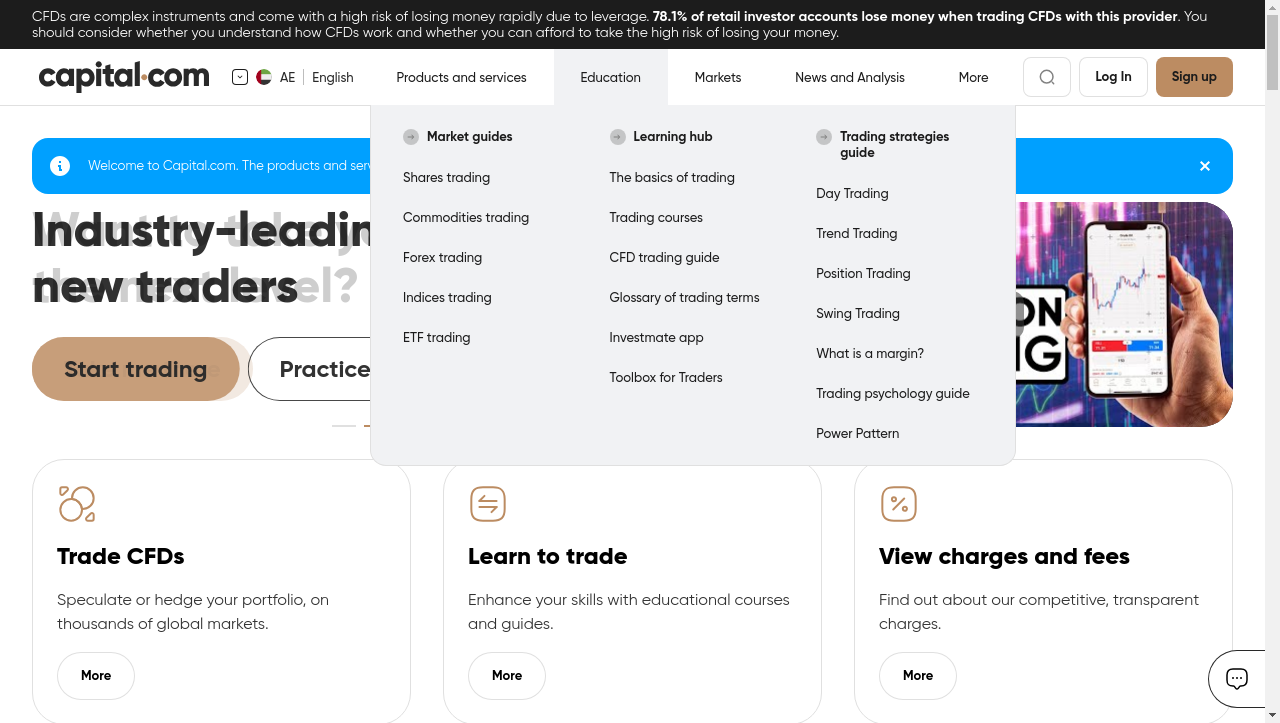 CFDs are complex instruments and come with a high risk of losing money rapidly due to leverage. 78.1% of retail investor accounts lose money when trading CFDs with this provider. You
should consider whether you understand how CFDs work and whether you can afford to take the high risk of losing your money.
capital.com
AE English
Products and services
Education
Markets
News and Analysis
More
Log In
Sign up
Market guides
Shares trading
Commodities trading
Forex trading
Indices trading
ETF trading
Learning hub
The basics of trading
Trading courses
CFD trading guide
Glossary of trading terms
Investmate app
Toolbox for Traders
Trading strategies
guide
Day Trading
Trend Trading
Position Trading
Swing Trading
What is a margin?
Trading psychology guide
Power Pattern
Welcome to Capital.com. The products and
Industry-leadin
new traders
the next level?
Start trading
Practice
Trade CFDs
Speculate or hedge your portfolio, on
thousands of global markets.
More
Learn to trade
Enhance your skills with educational courses
and guides.
More
View charges and fees
Find out about our competitive, transparent
charges.
More